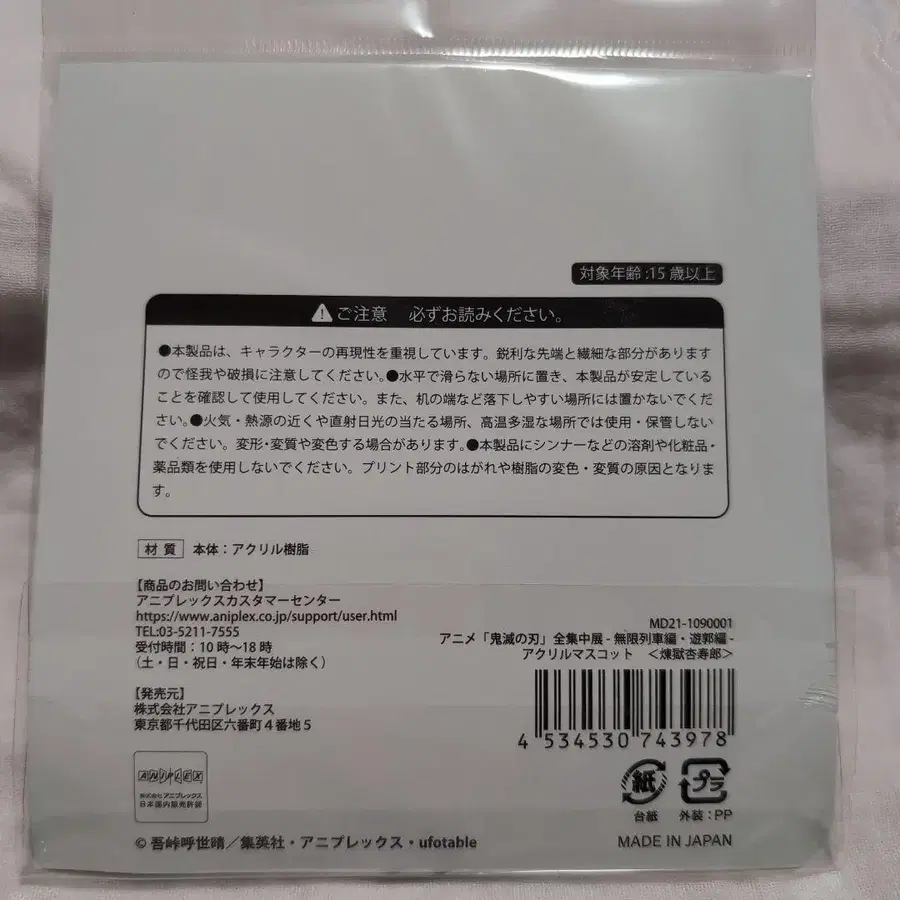 対象年齢:15歳以上
ご注意 必ずお読みください。
●本製品は、キャラクターの再現性を重視しています。鋭利な先端と繊細な部分があります
ので怪我や破損に注意してください。●水平で滑らない場所に置き、本製品が安定している
ことを確認して使用してください。また、机の端など落下しやすい場所には置かないでくだ
さい。●火気・熱源の近くや直射日光の当たる場所、高温多湿な場所では使用・保管しない
でください。変形・変質や変色する場合があります。●本製品にシンナーなどの溶剤や化粧品・
薬品類を使用しないでください。プリント部分のはがれや樹脂の変色・変質の原因となりま
す。
材質 本体：アクリル樹脂
【商品のお問い合わせ】
アニプレックスカスタマーセンター
https://www.aniplex.co.jp/support/user.html
TEL:03-5211-7555
受付時間：10時〜18時
（土・日・祝日・年末年始は除く）
【発売元】
株式会社アニプレックス
東京都千代田区六番町４番地５
MD21-1090001
アニメ「鬼滅の刃」全集中展 - 無限列車編・遊郭編 -
アクリルマスコット ＜煉獄杏寿郎＞
4 534530 743978
紙
台紙
プラ
外装：PP
ANIPLEX
株式会社アニプレックス
日本国内販売許諾
© 吾峠呼世晴／集英社・アニプレックス・ufotable
MADE IN JAPAN